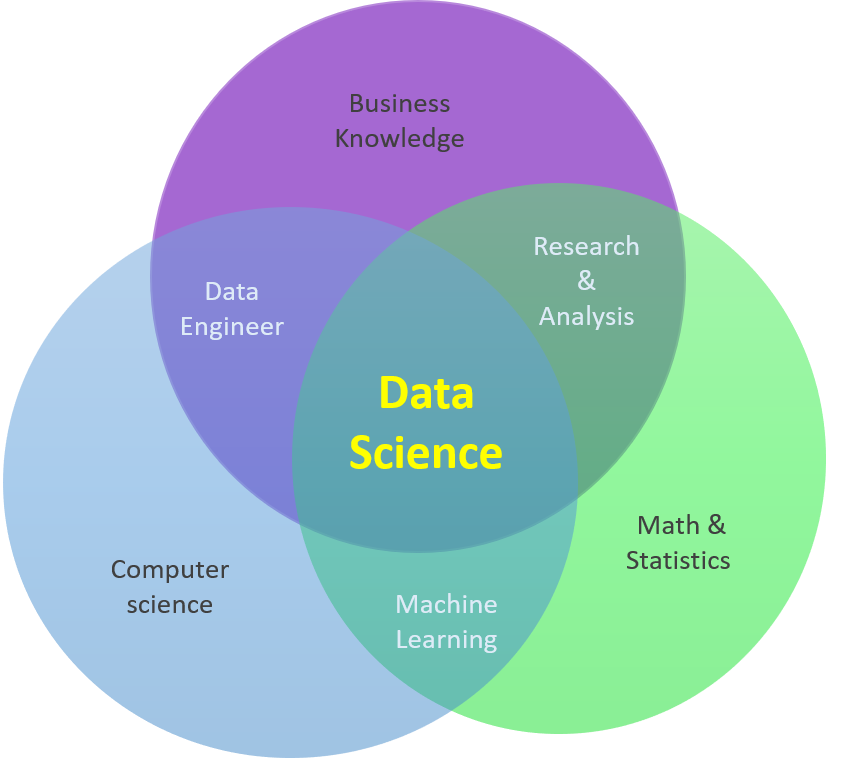 Business
Knowledge
Research
&
Analysis
Data
Engineer
Data
Science
Math &
Statistics
Computer
science
Machine
Learning